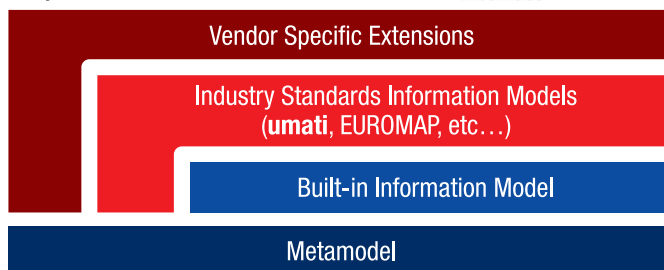 Vendor Specific Extensions
Industry Standards Information Models
(umati, EUROMAP, etc…)
Built-in Information Model
Metamodel